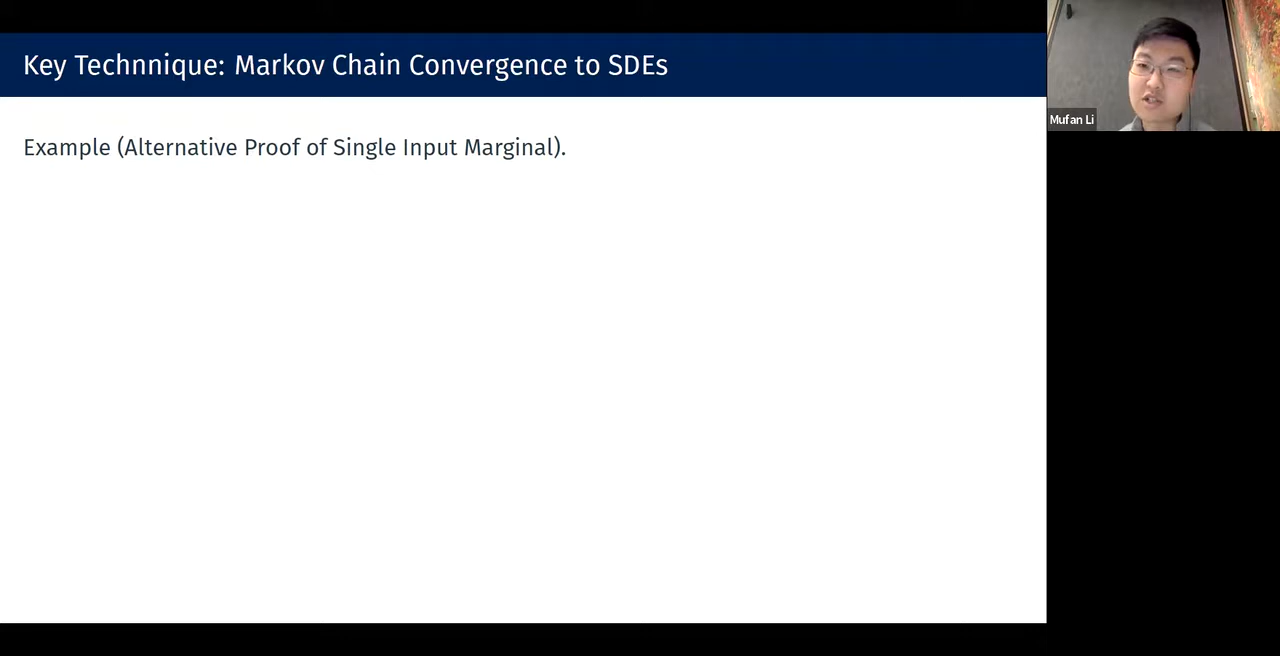 Key Technnique: Markov Chain Convergence to SDEs
Mufan Li
Example (Alternative Proof of Single Input Marginal).